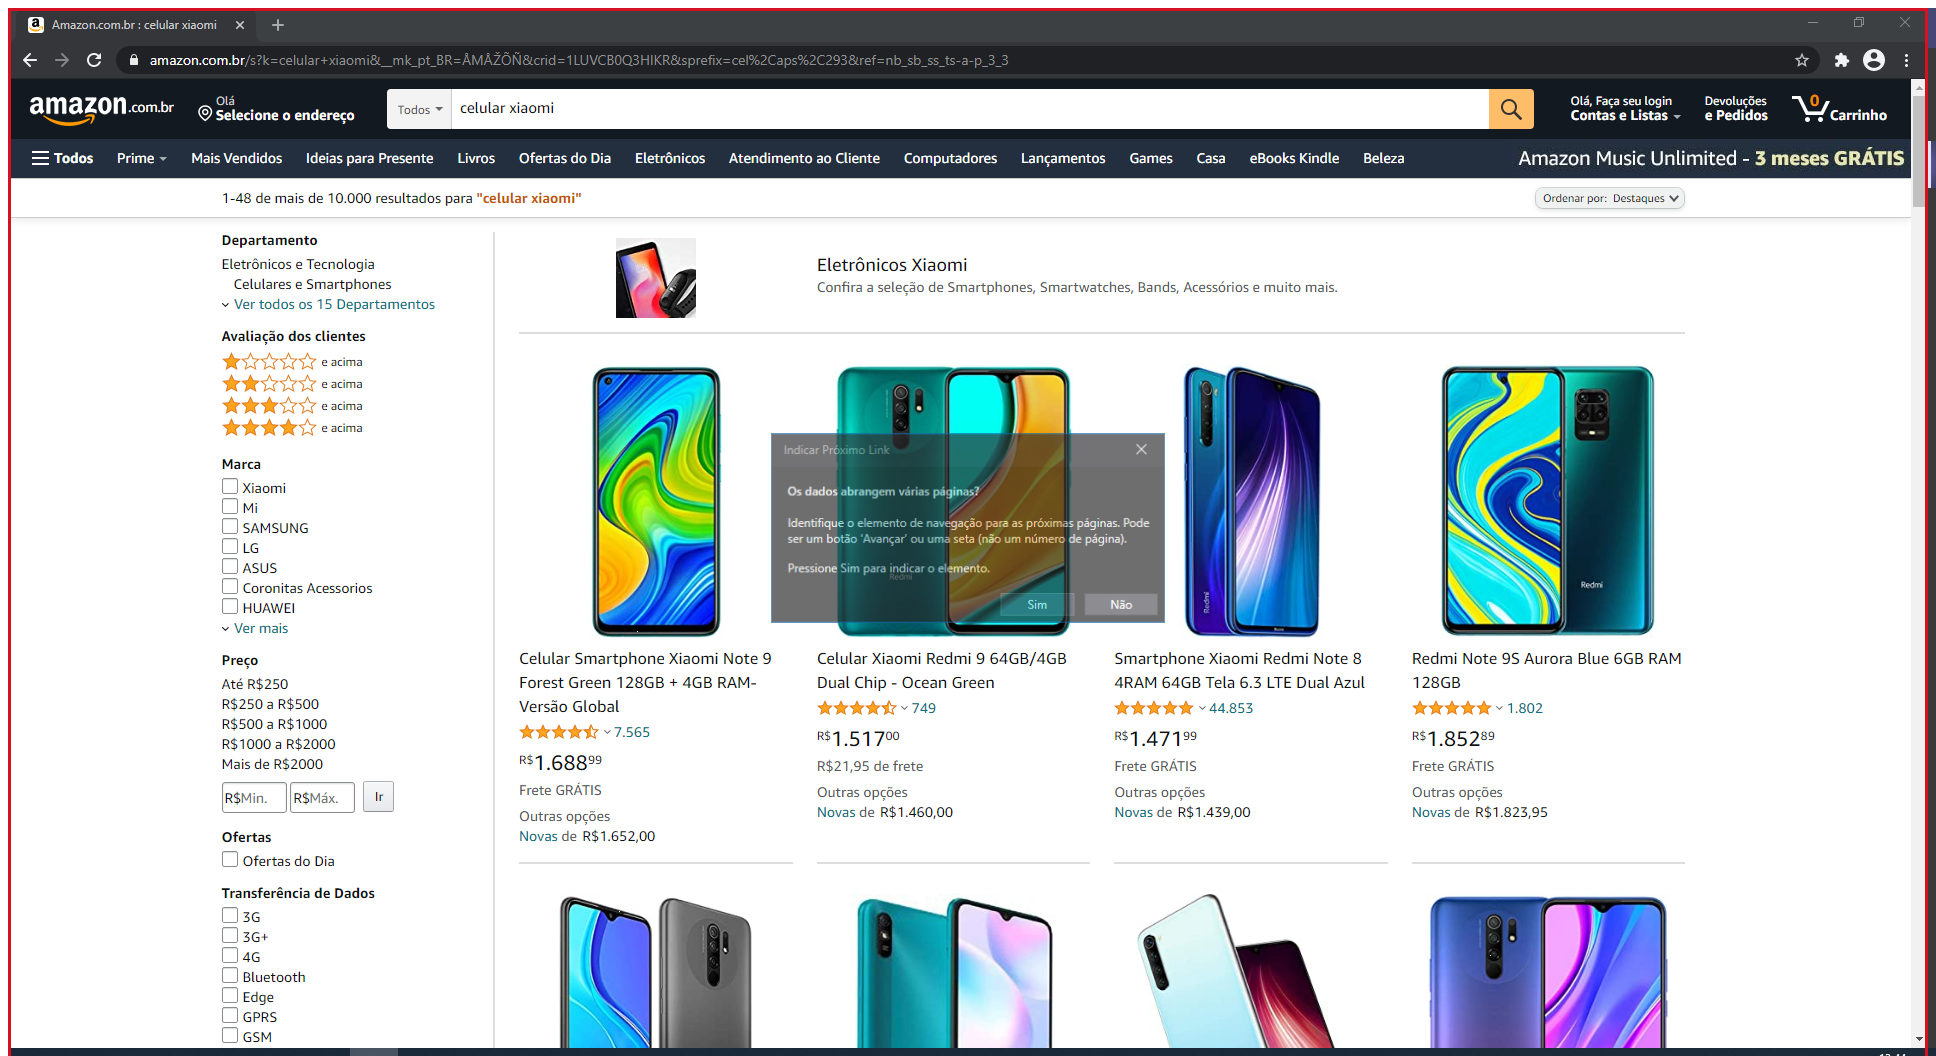 Amazon.com.br : celular xiaomi
amazon.com.br/s?k=celular+xiaomi&__mk_pt_BR=ÅMÅŽÕÑ&crid=1LUVCB0Q3HIKR&sprefix=cel%2Caps%2C293&ref=nb_sb_ss_ts-a-p_3_3
amazon.com.br
Olá
Selecione o endereço
Todos
celular xiaomi
Olá, Faça seu login
Contas e Listas
Devoluções
e Pedidos
0
Carrinho
Todos
Prime
Mais Vendidos
Ideias para Presente
Livros
Ofertas do Dia
Eletrônicos
Atendimento ao Cliente
Computadores
Lançamentos
Games
Casa
eBooks Kindle
Beleza
Amazon Music Unlimited - 3 meses GRÁTIS
1-48 de mais de 10.000 resultados para "celular xiaomi"
Ordenar por: Destaques
Departamento
Eletrônicos e Tecnologia
Celulares e Smartphones
Ver todos os 15 Departamentos
Avaliação dos clientes
e acima
e acima
e acima
e acima
Marca
Xiaomi
Mi
SAMSUNG
LG
ASUS
Coronitas Acessorios
HUAWEI
Ver mais
Preço
Até R$250
R$250 a R$500
R$500 a R$1000
R$1000 a R$2000
Mais de R$2000
R$Min.
R$Máx.
Ir
Ofertas
Ofertas do Dia
Transferência de Dados
3G
3G+
4G
Bluetooth
Edge
GPRS
GSM
Eletrônicos Xiaomi
Confira a seleção de Smartphones, Smartwatches, Bands, Acessórios e muito mais.
Indicar Próximo Link
Os dados abrangem várias páginas?
Identifique o elemento de navegação para as próximas páginas. Pode
ser um botão 'Avançar' ou uma seta (não um número de página).
Pressione Sim para indicar o elemento.
Sim
Não
Redmi
Redmi
Redmi
Celular Smartphone Xiaomi Note 9
Forest Green 128GB + 4GB RAM-
Versão Global
7.565
R$1.68899
Frete GRÁTIS
Outras opções
Novas de R$1.652,00
Celular Xiaomi Redmi 9 64GB/4GB
Dual Chip - Ocean Green
749
R$1.51700
R$21,95 de frete
Outras opções
Novas de R$1.460,00
Smartphone Xiaomi Redmi Note 8
4RAM 64GB Tela 6.3 LTE Dual Azul
44.853
R$1.47199
Frete GRÁTIS
Outras opções
Novas de R$1.439,00
Redmi Note 9S Aurora Blue 6GB RAM
128GB
1.802
R$1.85289
Frete GRÁTIS
Outras opções
Novas de R$1.823,95